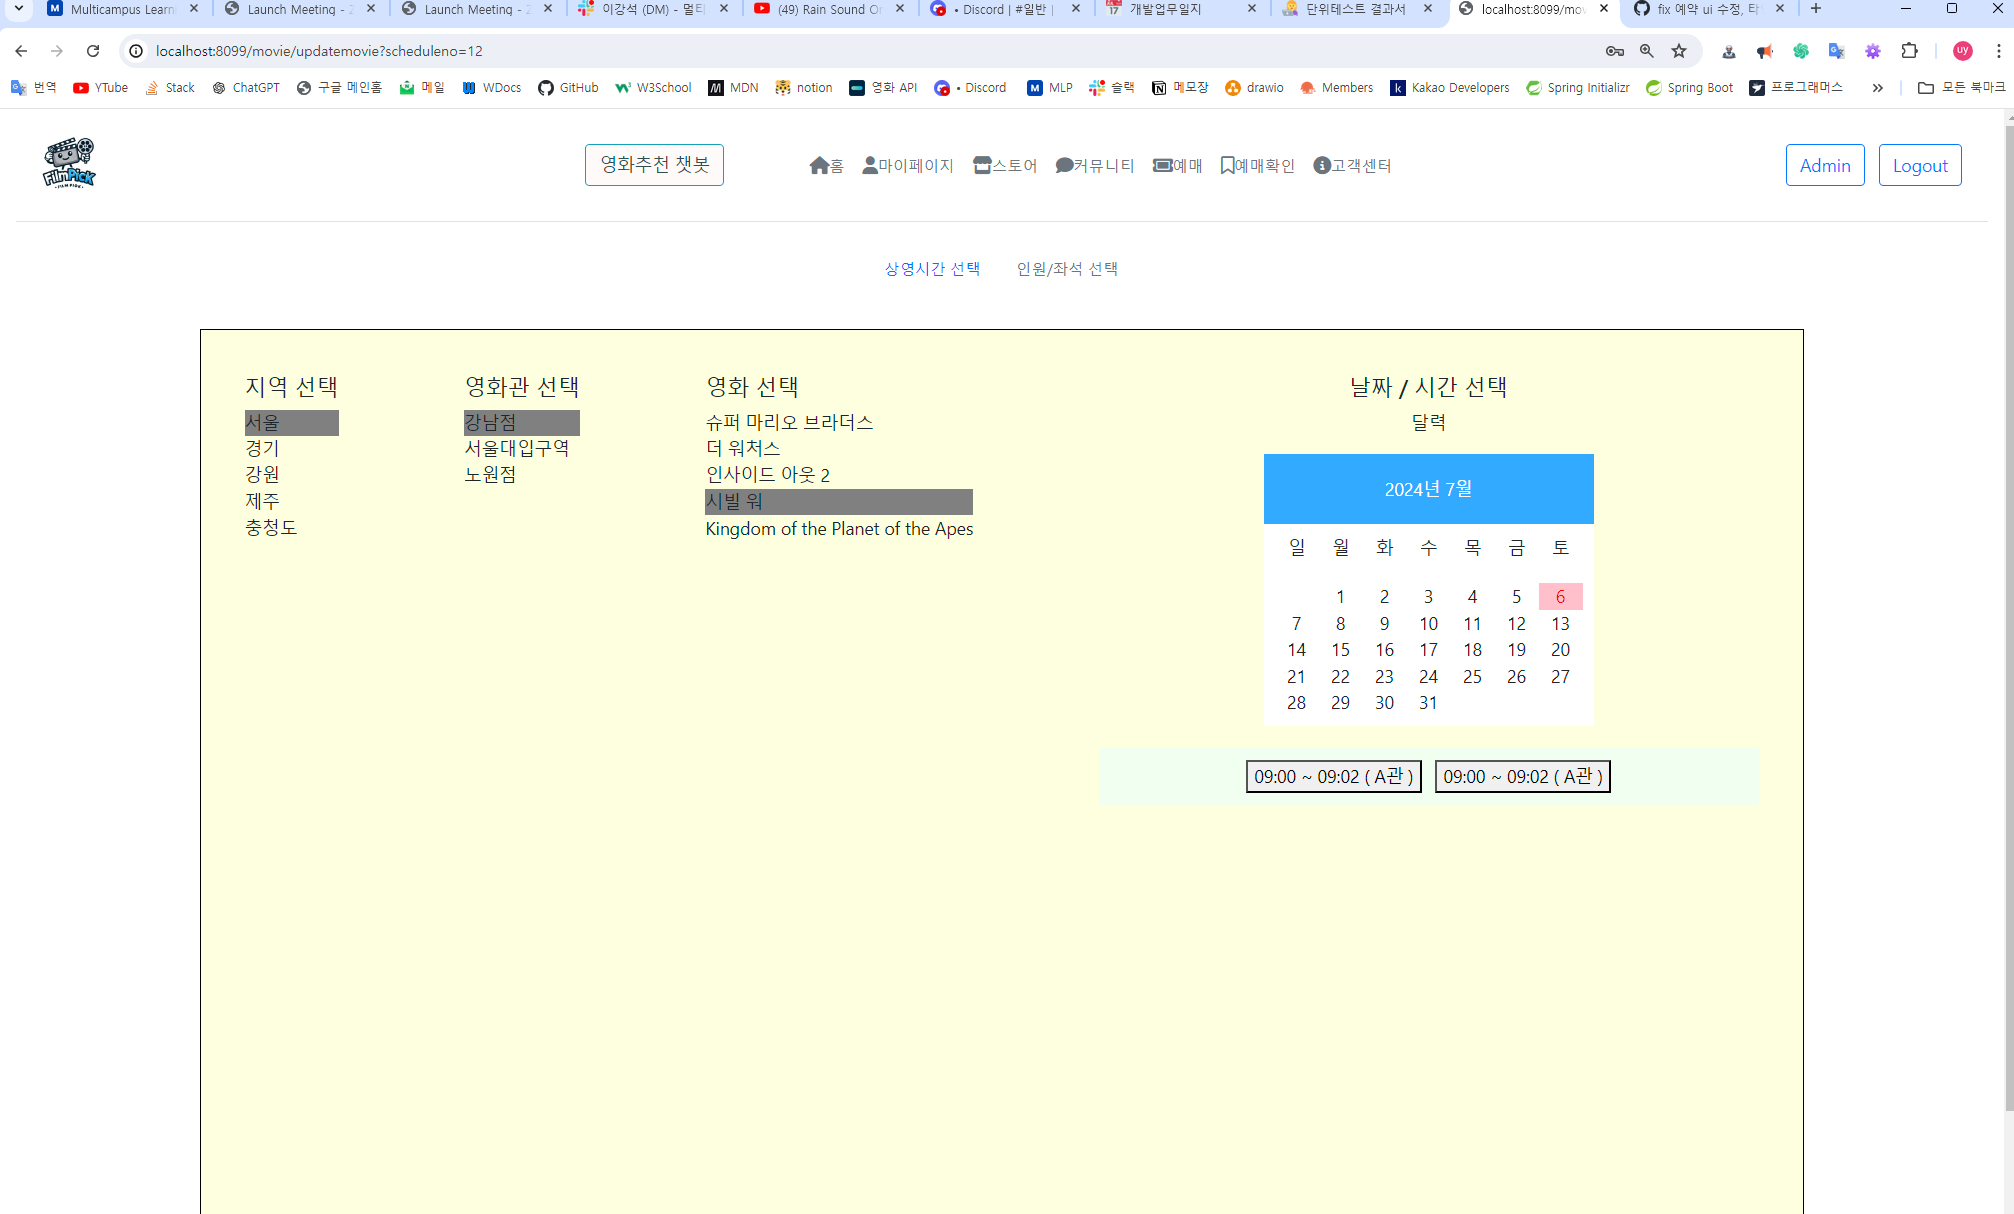 Multicampus Learni
Launch Meeting - Z
Launch Meeting - Z
이강석 (DM) - 멀티
(49) Rain Sound On
• Discord | #일반 |
개발업무일지
단위테스트 결과서
localhost:8099/mov
fix 예약 ui 수정, 티
localhost:8099/movie/updatemovie?scheduleno=12
uy
번역
YTube
Stack
ChatGPT
구글 메인홈
메일
WDocs
GitHub
W3School
MDN
notion
영화 API
• Discord
MLP
슬랙
메모장
drawio
Members
Kakao Developers
Spring Initializr
Spring Boot
프로그래머스
모든 북마크
FilmPick
영화추천 챗봇
홈
마이페이지
스토어
커뮤니티
예매
예매확인
고객센터
Admin
Logout
상영시간 선택
인원/좌석 선택
지역 선택
서울
경기
강원
제주
충청도
영화관 선택
강남점
서울대입구역
노원점
영화 선택
슈퍼 마리오 브라더스
더 워처스
인사이드 아웃 2
시빌 워
Kingdom of the Planet of the Apes
날짜 / 시간 선택
달력
2024년 7월
일 월 화 수 목 금 토
1 2 3 4 5 6
7 8 9 10 11 12 13
14 15 16 17 18 19 20
21 22 23 24 25 26 27
28 29 30 31
09:00 ~ 09:02 ( A관 )
09:00 ~ 09:02 ( A관 )